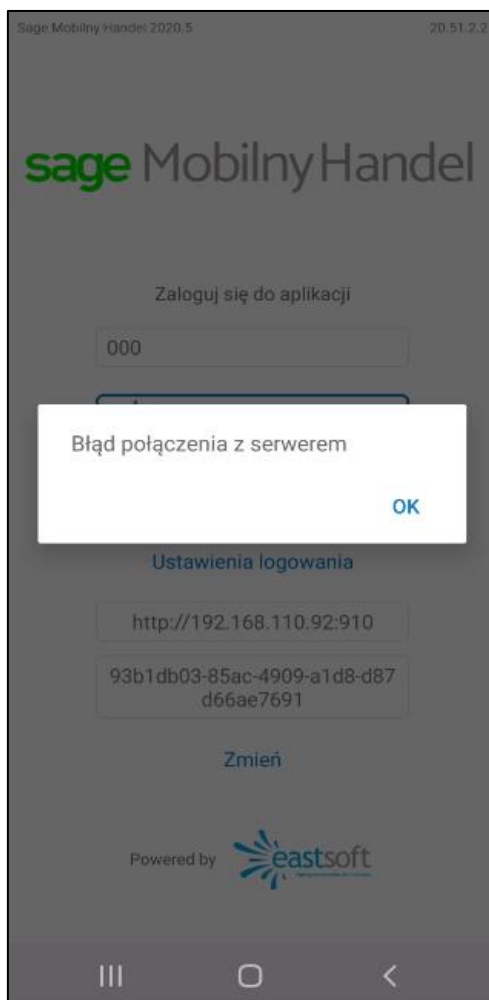 Sage Mobilny Handel 2020.5 20.51.2.2
sage Mobilny Handel
Zaloguj się do aplikacji
000
Błąd połączenia z serwerem
OK
Ustawienia logowania
http://192.168.110.92:910
93b1db03-85ac-4909-a1d8-d87
d66ae7691
Zmień
Powered by eastsoft